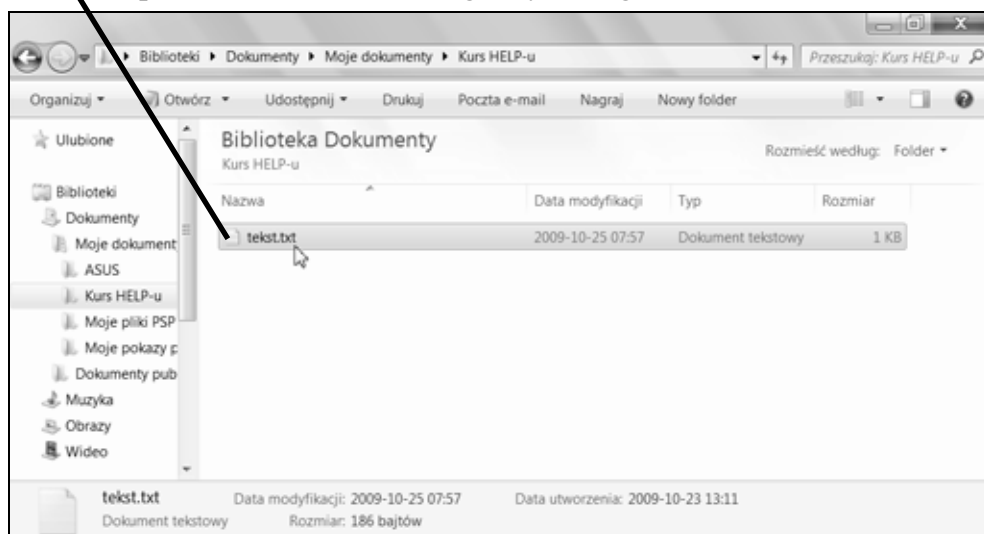 Biblioteki ▸ Dokumenty ▸ Moje dokumenty ▸ Kurs HELP-u Przeszukaj: Kurs HELP-u
Organizuj Otwórz Udostępnij Drukuj Poczta e-mail Nagraj Nowy folder
Ulubione
Biblioteki
Dokumenty
Moje dokument
ASUS
Kurs HELP-u
Moje pliki PSP
Moje pokazy p
Dokumenty pub
Muzyka
Obrazy
Wideo
Biblioteka Dokumenty
Kurs HELP-u
Rozmieść według: Folder
Nazwa Data modyfikacji Typ Rozmiar
tekst.txt 2009-10-25 07:57 Dokument tekstowy 1 KB
tekst.txt Data modyfikacji: 2009-10-25 07:57 Data utworzenia: 2009-10-23 13:11
Dokument tekstowy Rozmiar: 186 bajtów